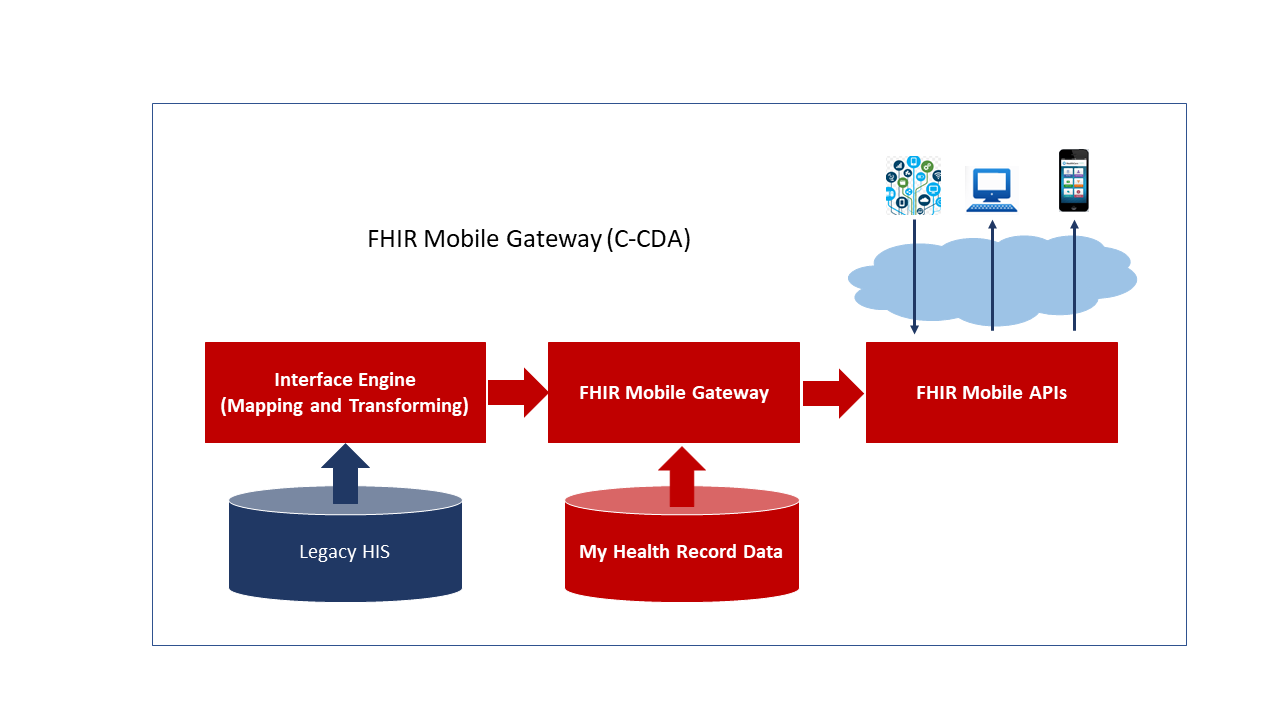 FHIR Mobile Gateway (C-CDA)
Interface Engine
(Mapping and Transforming)
FHIR Mobile Gateway
FHIR Mobile APIs
Legacy HIS
My Health Record Data